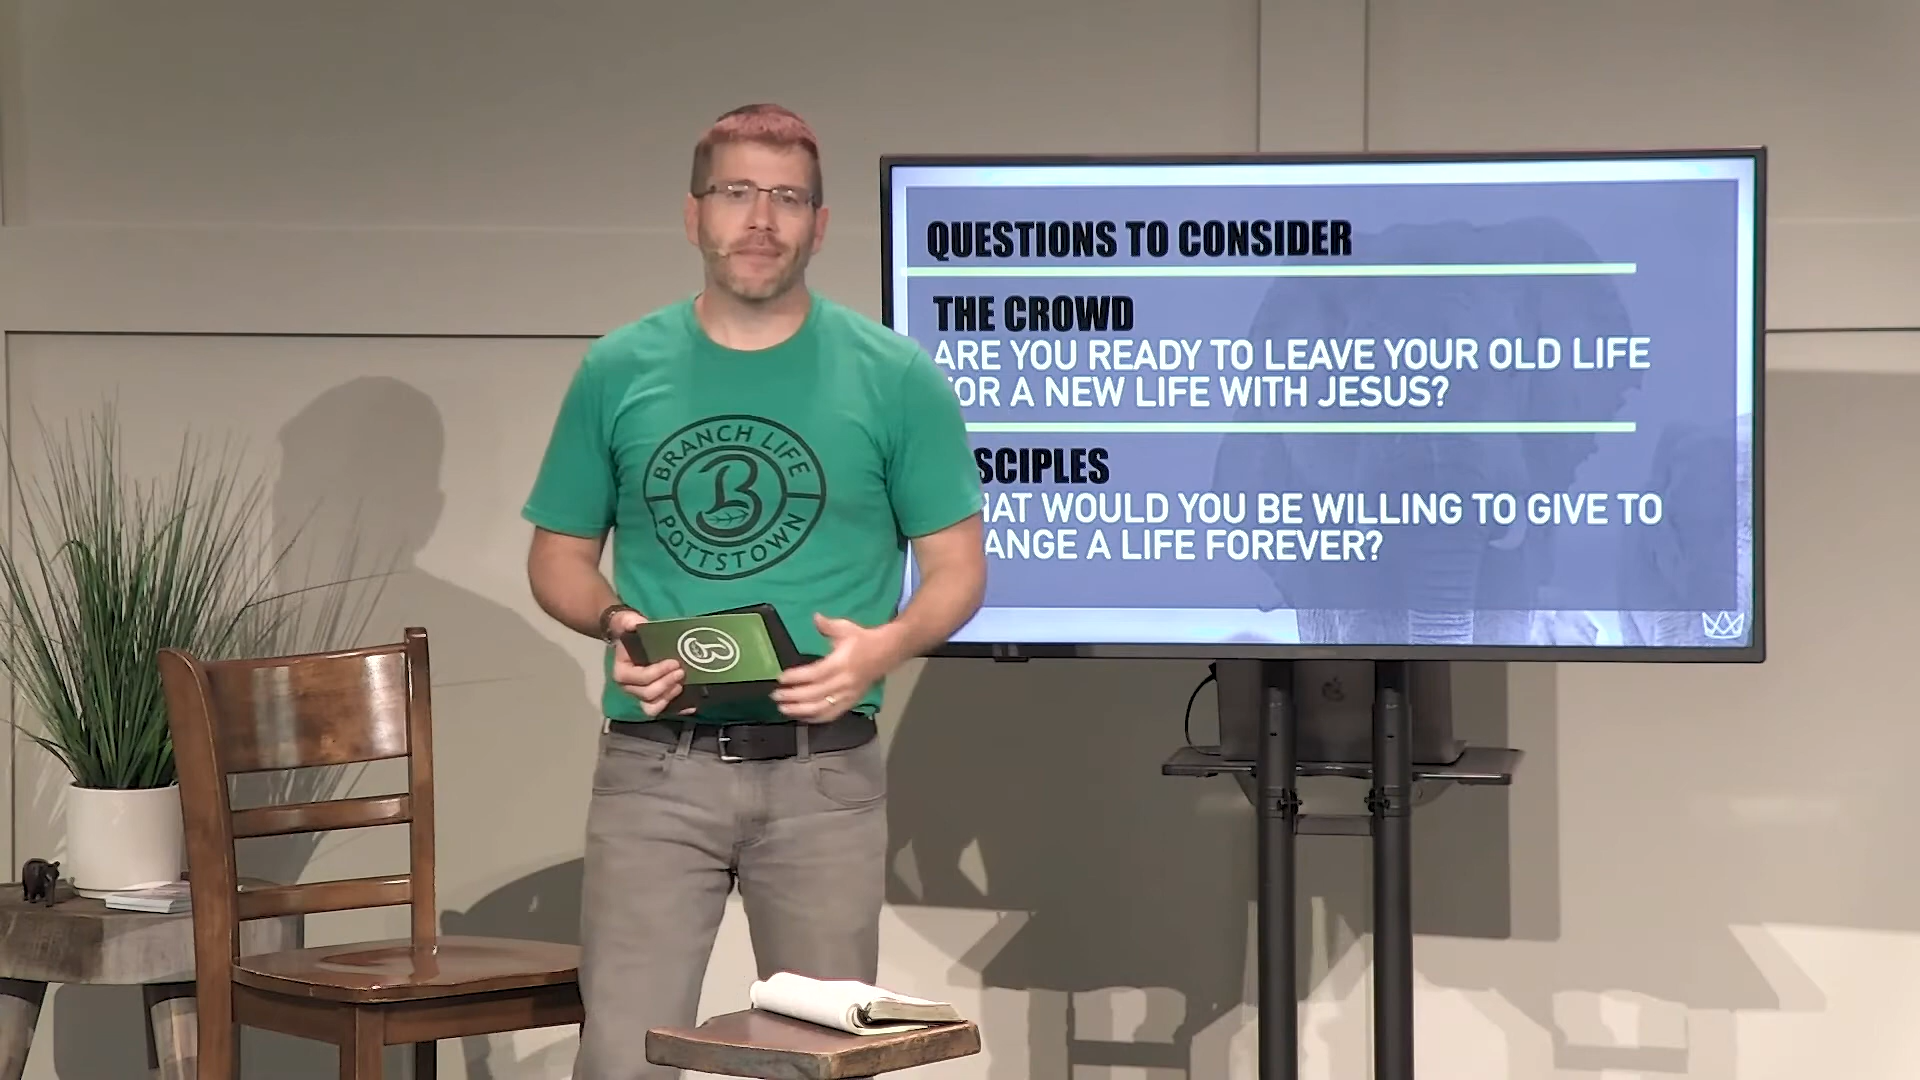 QUESTIONS TO CONSIDER
THE CROWD
ARE YOU READY TO LEAVE YOUR OLD LIFE
OR A NEW LIFE WITH JESUS?
SCIPLES
HAT WOULD YOU BE WILLING TO GIVE TO
ANGE A LIFE FOREVER?
BRANCH LIFE
B
POTTSTOWN
B